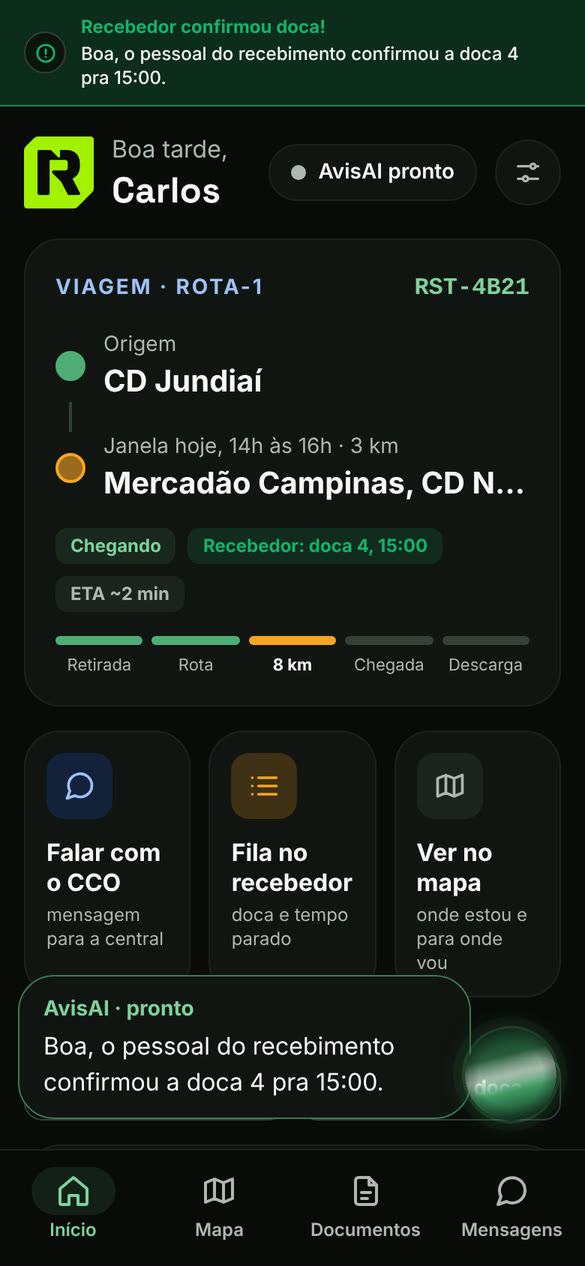 Recebedor confirmou doca!
Boa, o pessoal do recebimento confirmou a doca 4
pra 15:00.
R
Boa tarde,
Carlos
AvisAI pronto
VIAGEM · ROTA-1
RST-4B21
Origem
CD Jundiaí
Janela hoje, 14h às 16h · 3 km
Mercadão Campinas, CD N...
Chegando
Recebedor: doca 4, 15:00
ETA ~2 min
Retirada
Rota
8 km
Chegada
Descarga
Falar com
o CCO
mensagem
para a central
Fila no
recebedor
doca e tempo
parado
Ver no
mapa
onde estou e
para onde
vou
AvisAI · pronto
Boa, o pessoal do recebimento
confirmou a doca 4 pra 15:00.
Início
Mapa
Documentos
Mensagens